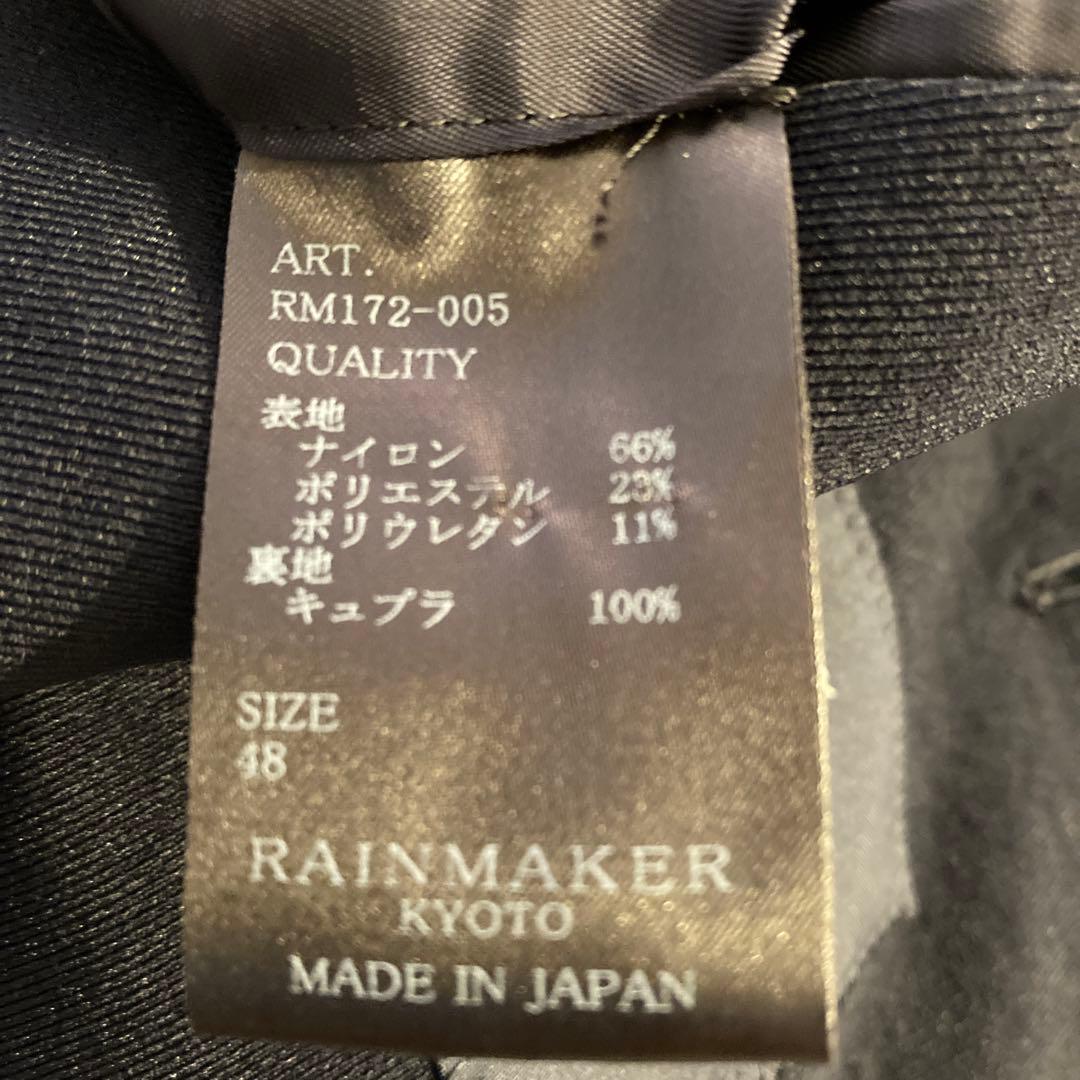 ART.
RM172-005
QUALITY
表地
ナイロン 66%
ポリエステル 23%
ポリウレタン 11%
裏地
キュプラ 100%
SIZE
48
RAINMAKER
KYOTO
MADE IN JAPAN